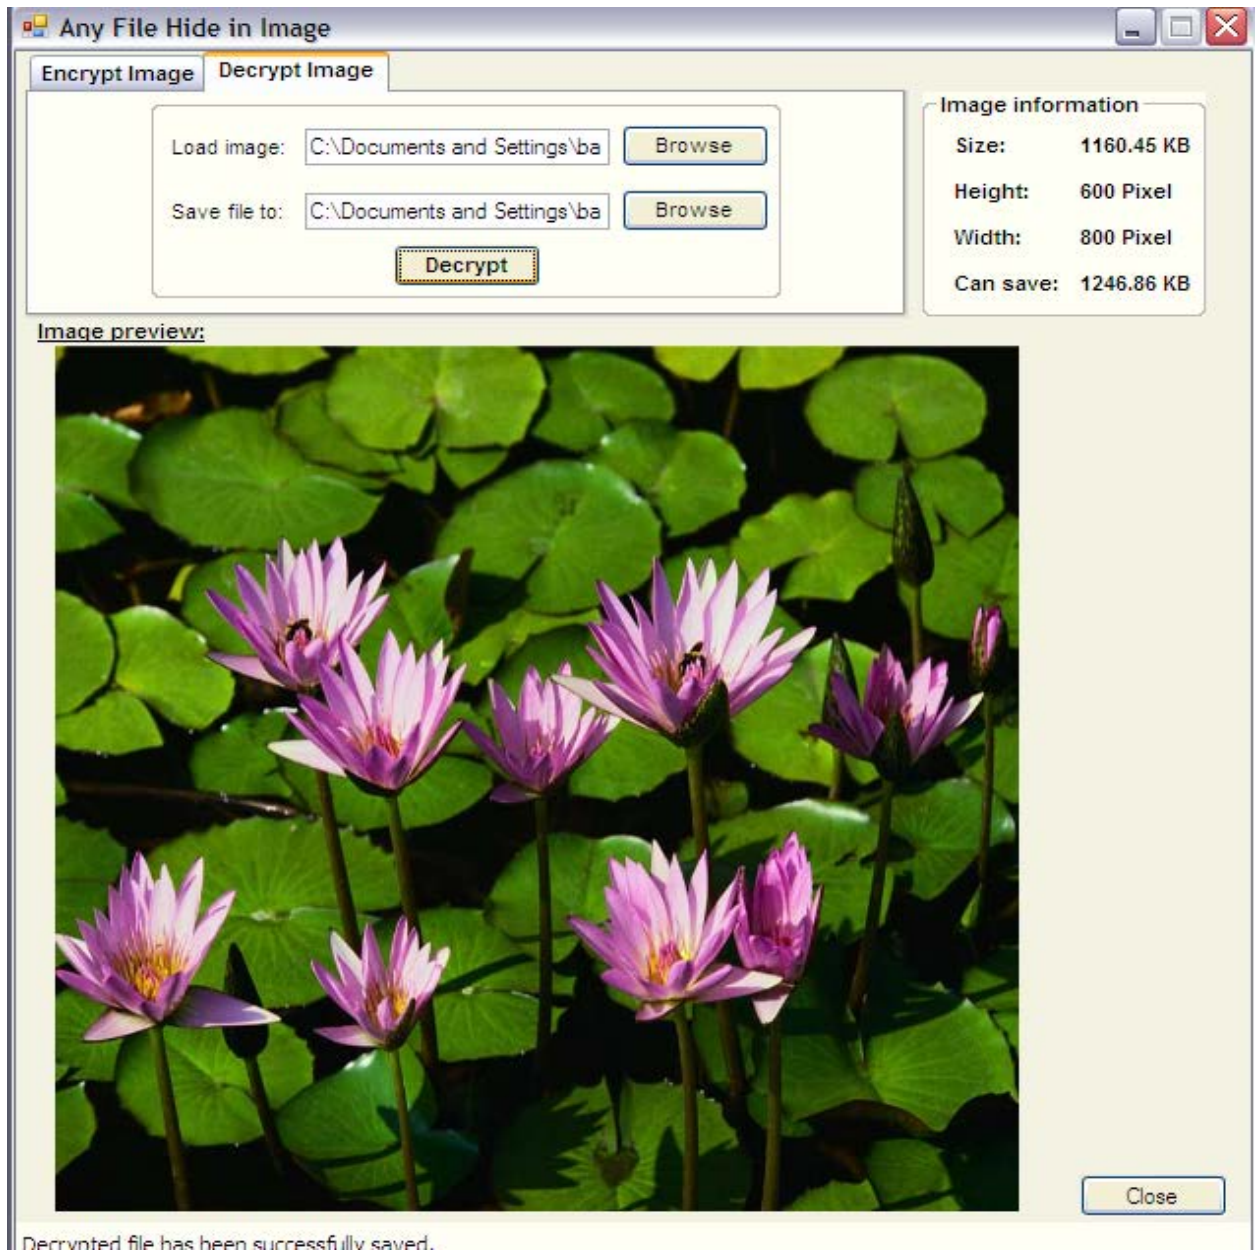 Any File Hide in Image
Encrypt Image Decrypt Image
Load image: C:\Documents and Settings\ba Browse
Save file to: C:\Documents and Settings\ba Browse
Decrypt
Image information
Size: 1160.45 KB
Height: 600 Pixel
Width: 800 Pixel
Can save: 1246.86 KB
Image preview:
Close
Decrypted file has been successfully saved.